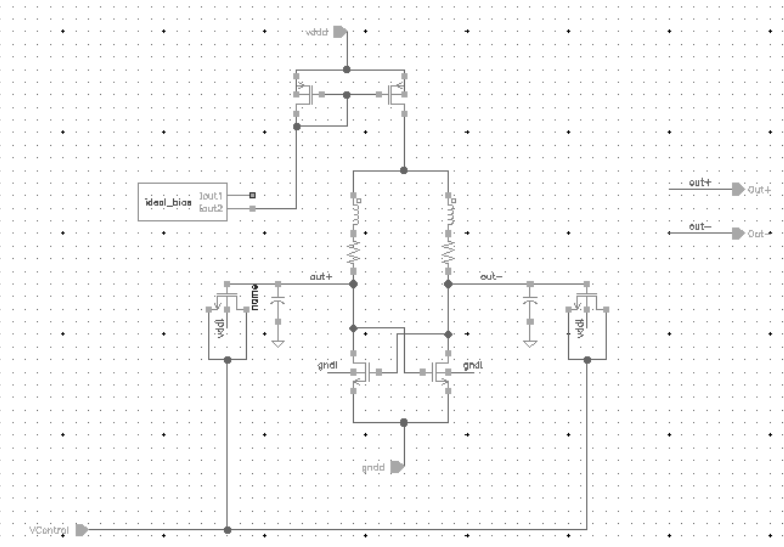 vddd
ideal_bias
Iout1
Iout2
out+
Out+
out-
Out-
out+
out-
name
vddl
vddl
gndl
gndl
gndd
VControl